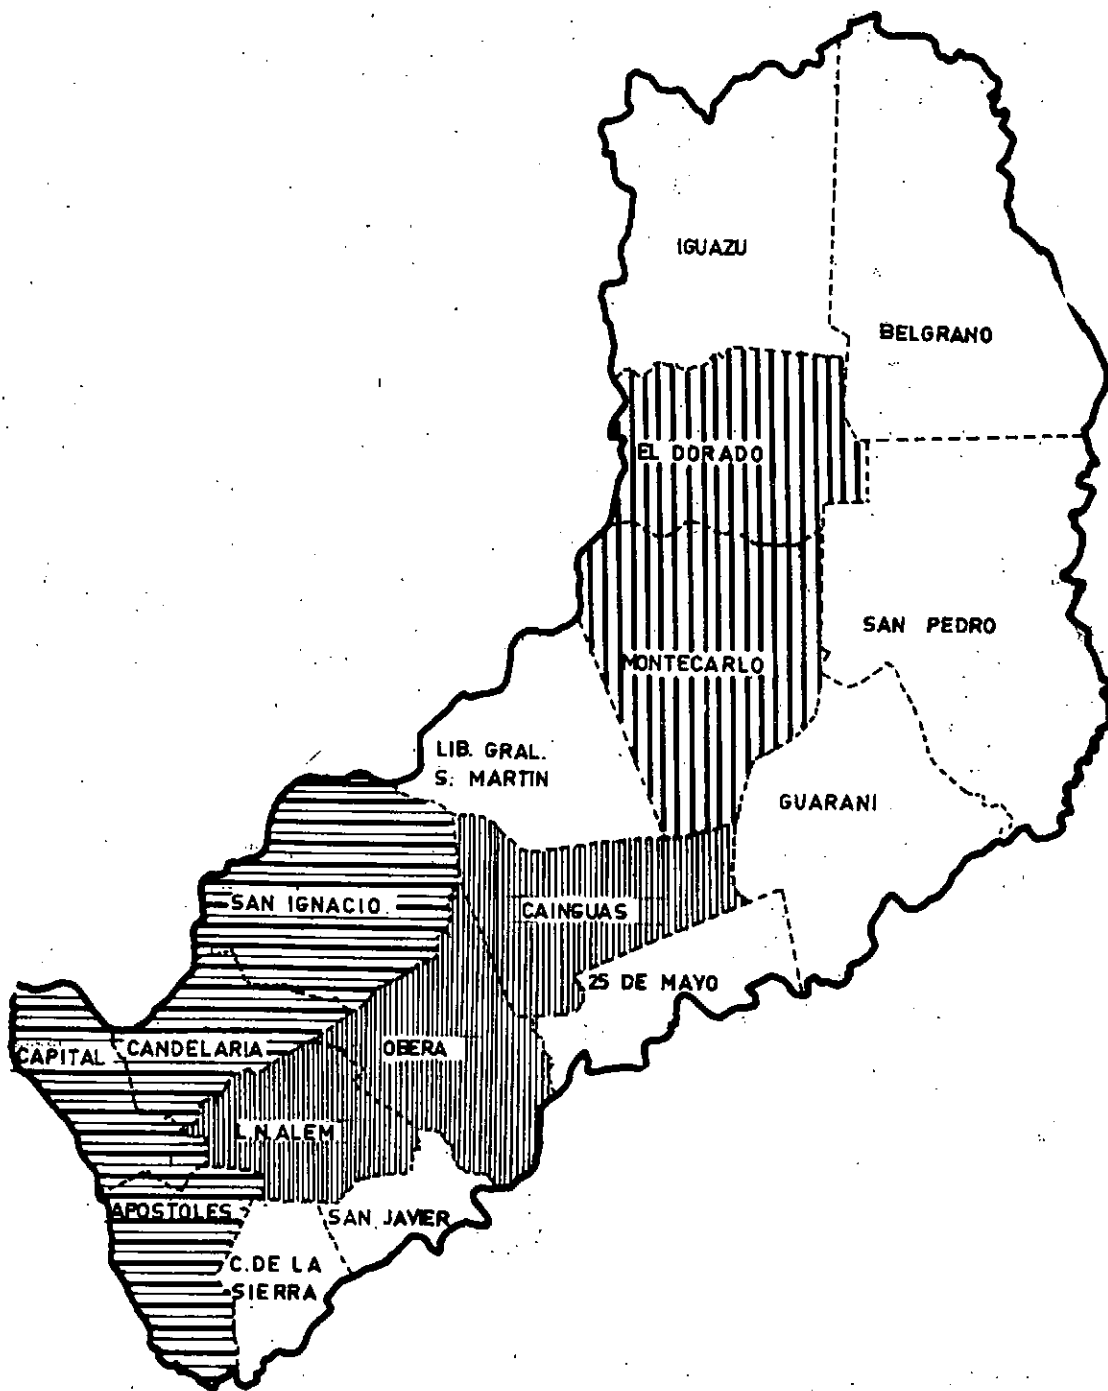 IGUAZU
BELGRANO
EL DORADO
SAN PEDRO
MONTECARLO
LIB. GRAL.
S. MARTIN
GUARANI
SAN IGNACIO
CAINGUAS
25 DE MAYO
CAPITAL
CANDELARIA
OBERA
L.N.ALEM
APOSTOLES
SAN JAVIER
C. DE LA
SIERRA